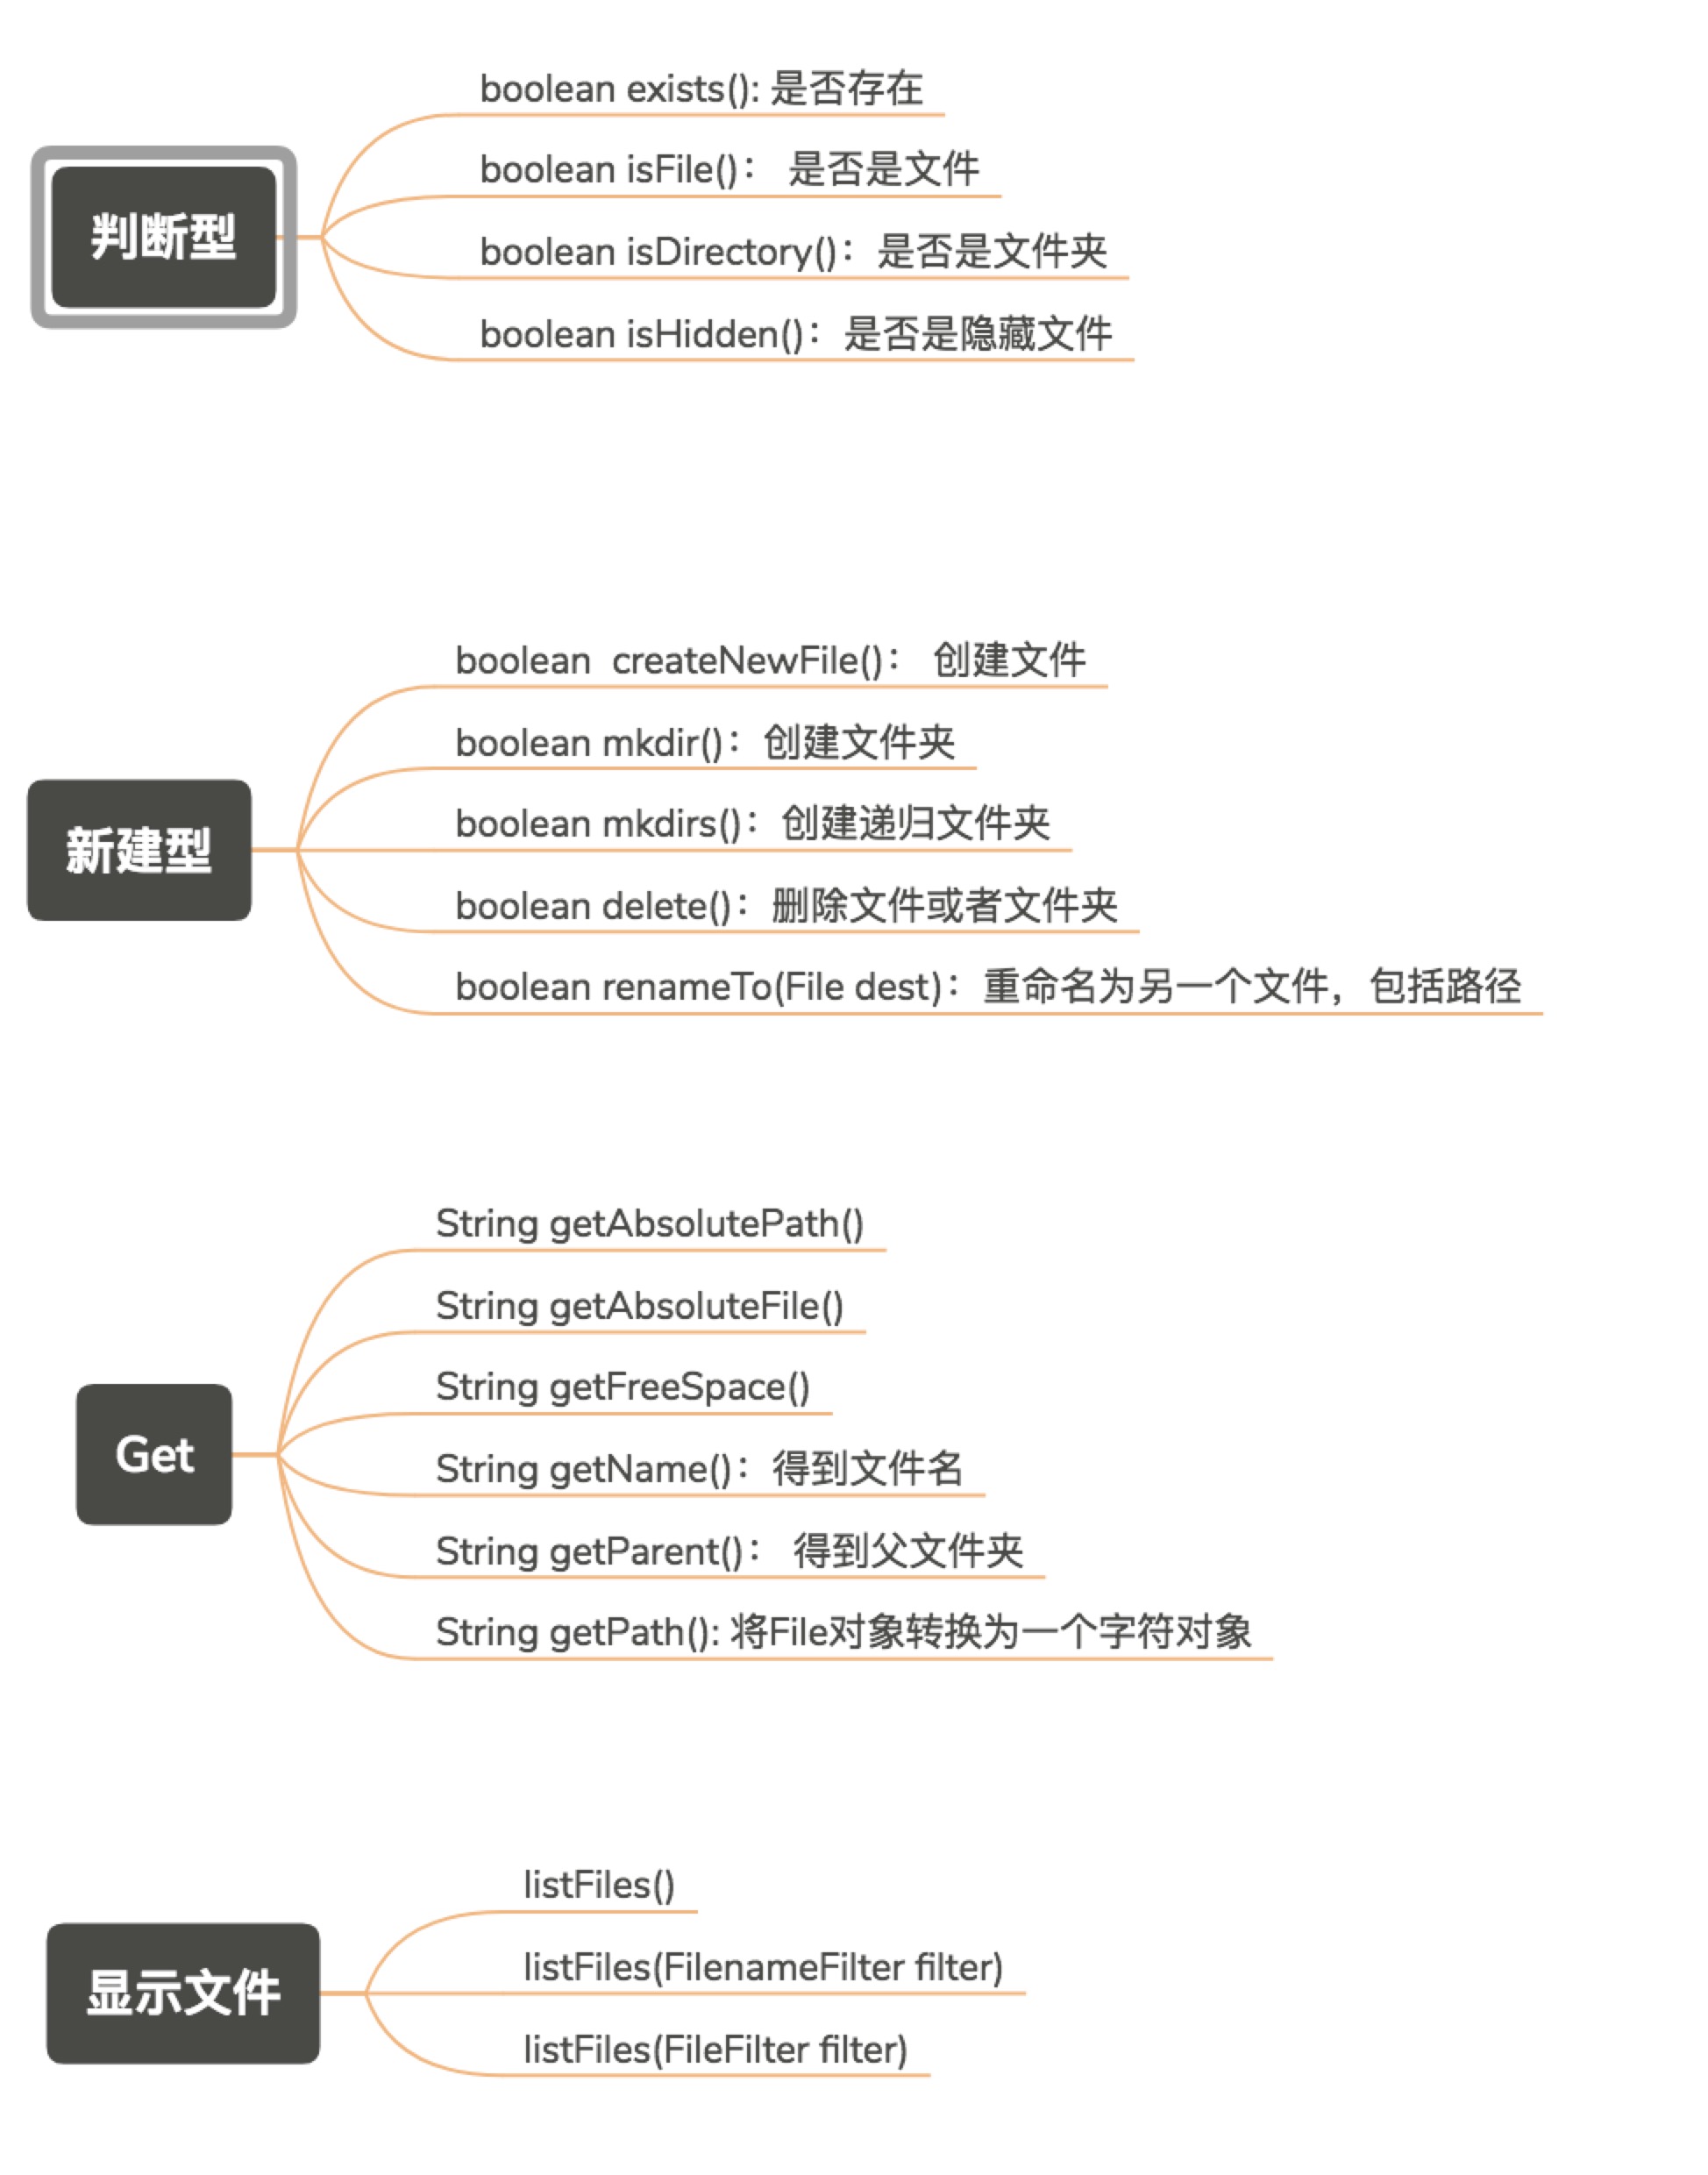 判断型
boolean exists(): 是否存在
boolean isFile()： 是否是文件
boolean isDirectory()：是否是文件夹
boolean isHidden()：是否是隐藏文件
新建型
boolean  createNewFile()： 创建文件
boolean mkdir()：创建文件夹
boolean mkdirs()：创建递归文件夹
boolean delete()：删除文件或者文件夹
boolean renameTo(File dest)：重命名为另一个文件，包括路径
Get
String getAbsolutePath()
String getAbsoluteFile()
String getFreeSpace()
String getName()：得到文件名
String getParent()： 得到父文件夹
String getPath(): 将File对象转换为一个字符对象
显示文件
listFiles()
listFiles(FilenameFilter filter)
listFiles(FileFilter filter)